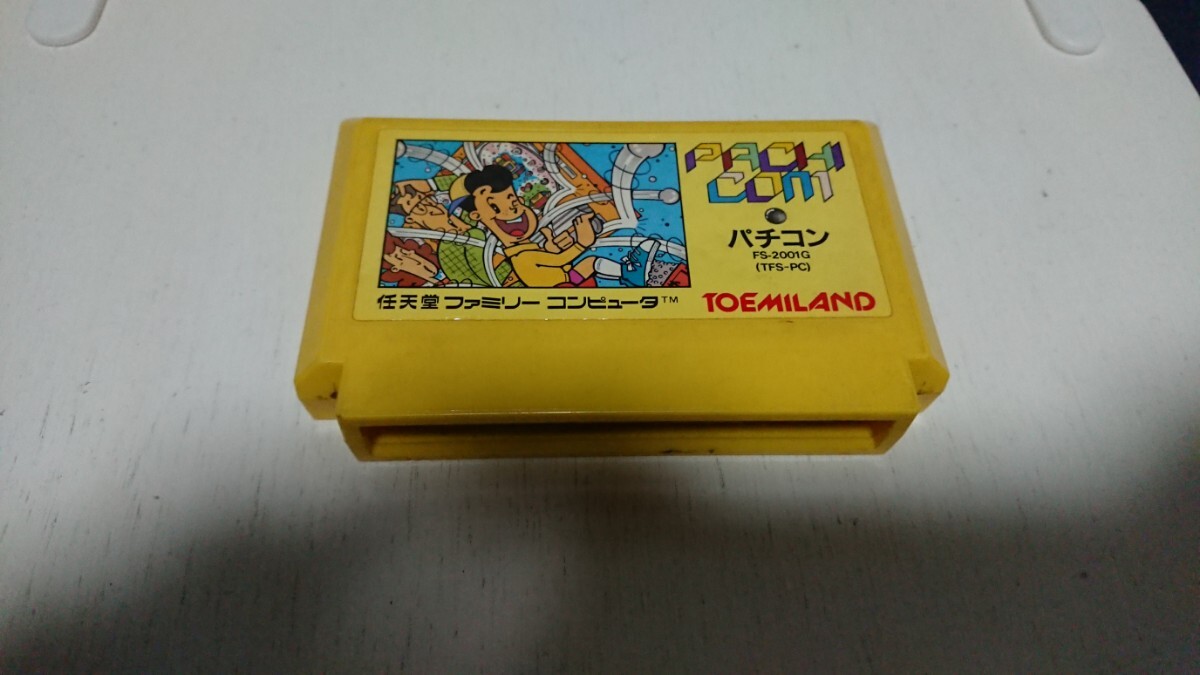 PACHI
COM
パチコン
FS-2001G
(TFS-PC)
任天堂 ファミリー コンピュータ™
TOEMILAND